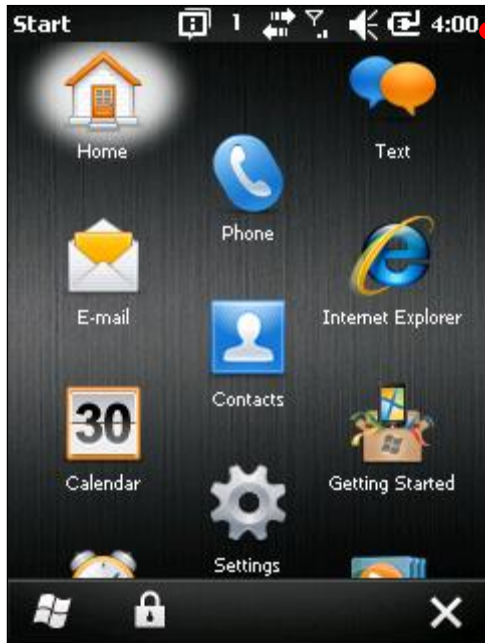 Start 1 4:00
Home
Text
Phone
E-mail
Internet Explorer
Contacts
30
Calendar
Getting Started
Settings